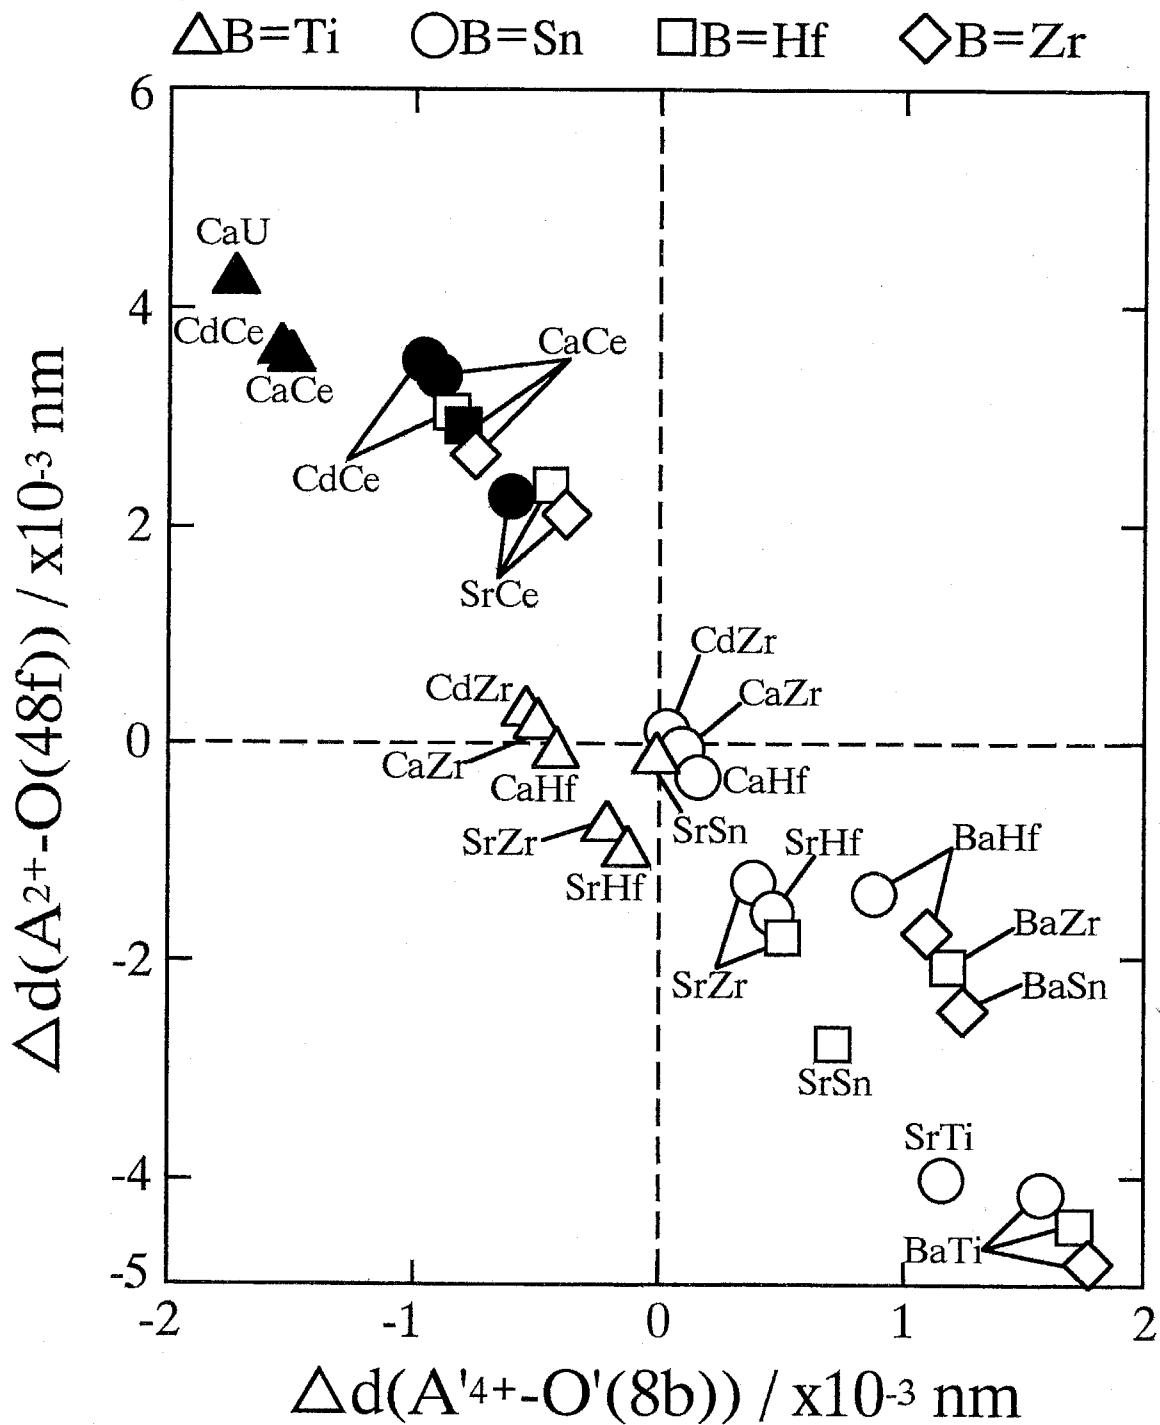 △B=Ti ○B=Sn □B=Hf ◇B=Zr
6
CaU
4
CdCe
CaCe
CaCe
CdCe
2
SrCe
CdZr
CdZr
CaZr
0
CaZr
CaHf
CaHf
SrSn
SrZr
SrHf
SrHf
BaHf
BaZr
-2
SrZr
BaSn
SrSn
SrTi
-4
BaTi
-5
-2 -1 0 1 2
△d(A'4+-O'(8b)) / x10-3 nm
△d(A2+-O(48f)) / x10-3 nm